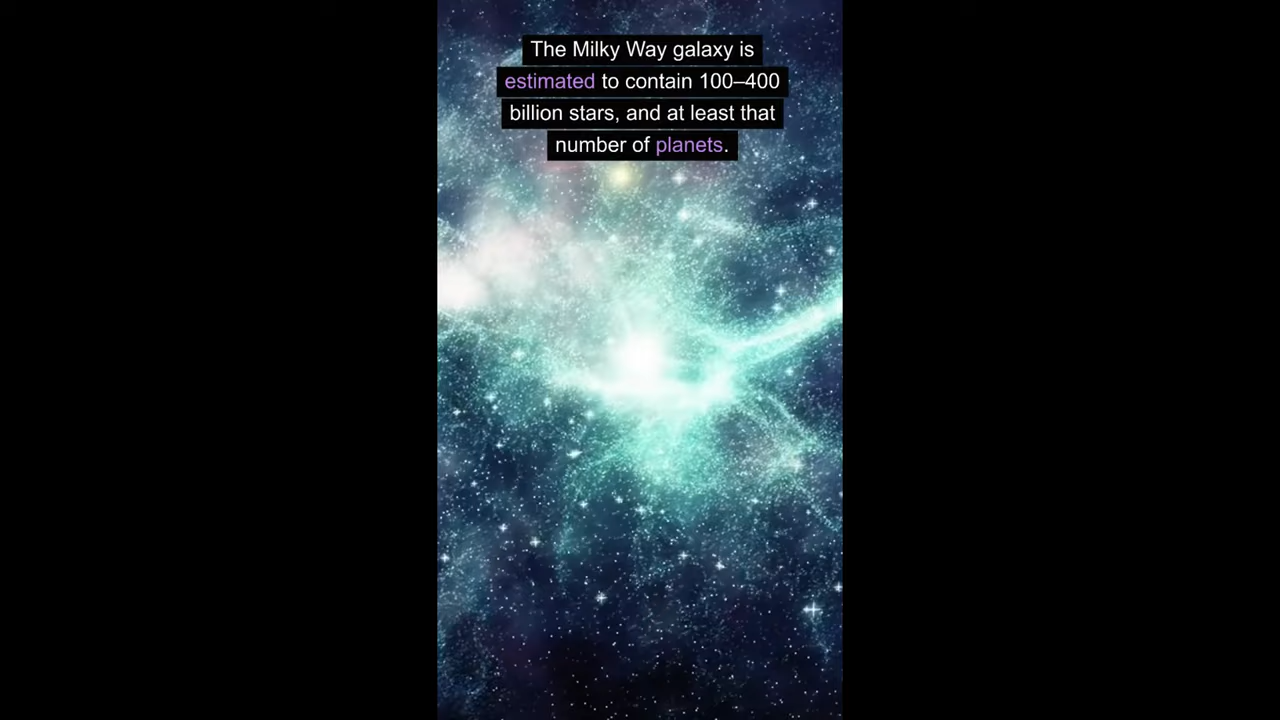 The Milky Way galaxy is
estimated to contain 100–400
billion stars, and at least that
number of planets.